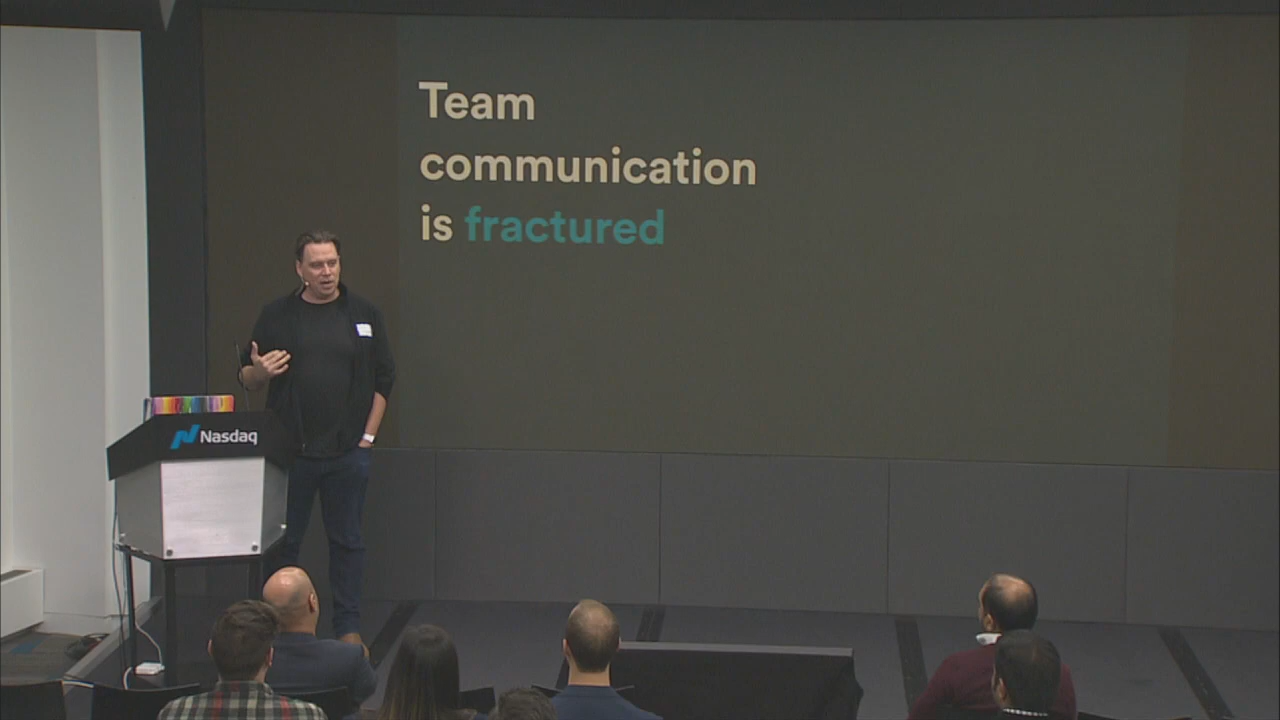 Team
communication
is fractured
Nasdaq